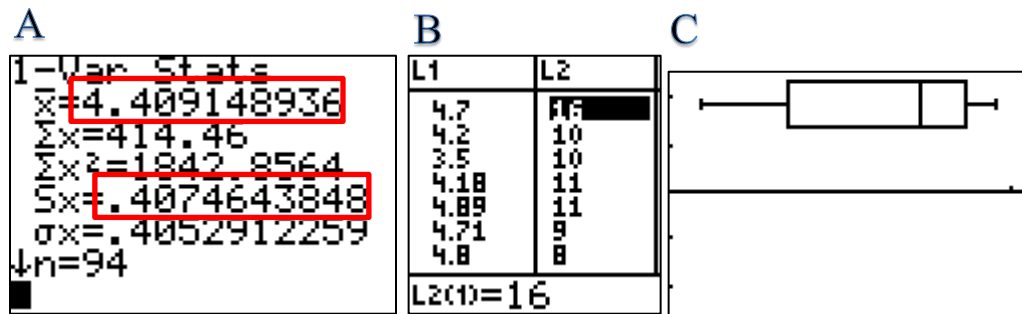 A
1-Var Stats
x̄=4.409148936
Σx=414.46
Σx²=1842.8564
Sx=.4074643848
σx=.4052912259
↓n=94
B
L1 L2
4.7 16
4.2 10
3.5 10
4.18 11
4.89 11
4.71 9
4.8 8
L2(1)=16
C